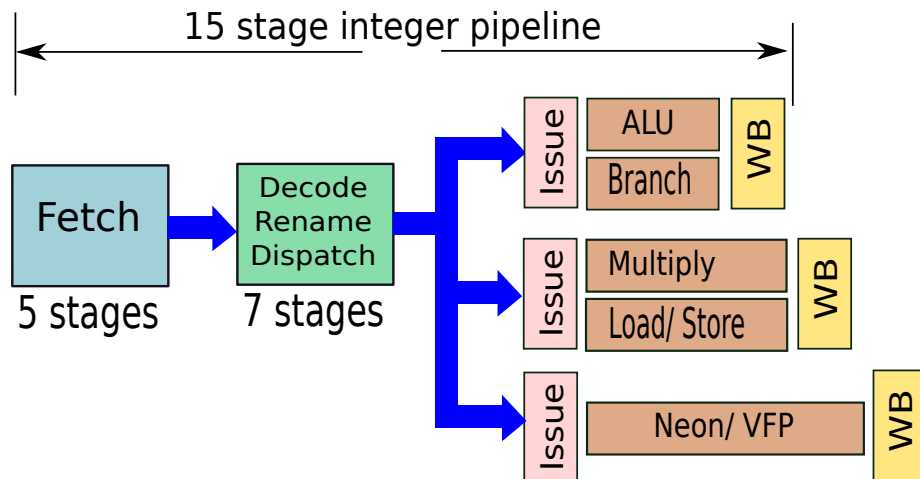 15 stage integer pipeline
Fetch
5 stages
Decode
Rename
Dispatch
7 stages
Issue
ALU
Branch
WB
Issue
Multiply
Load/ Store
WB
Issue
Neon/ VFP
WB